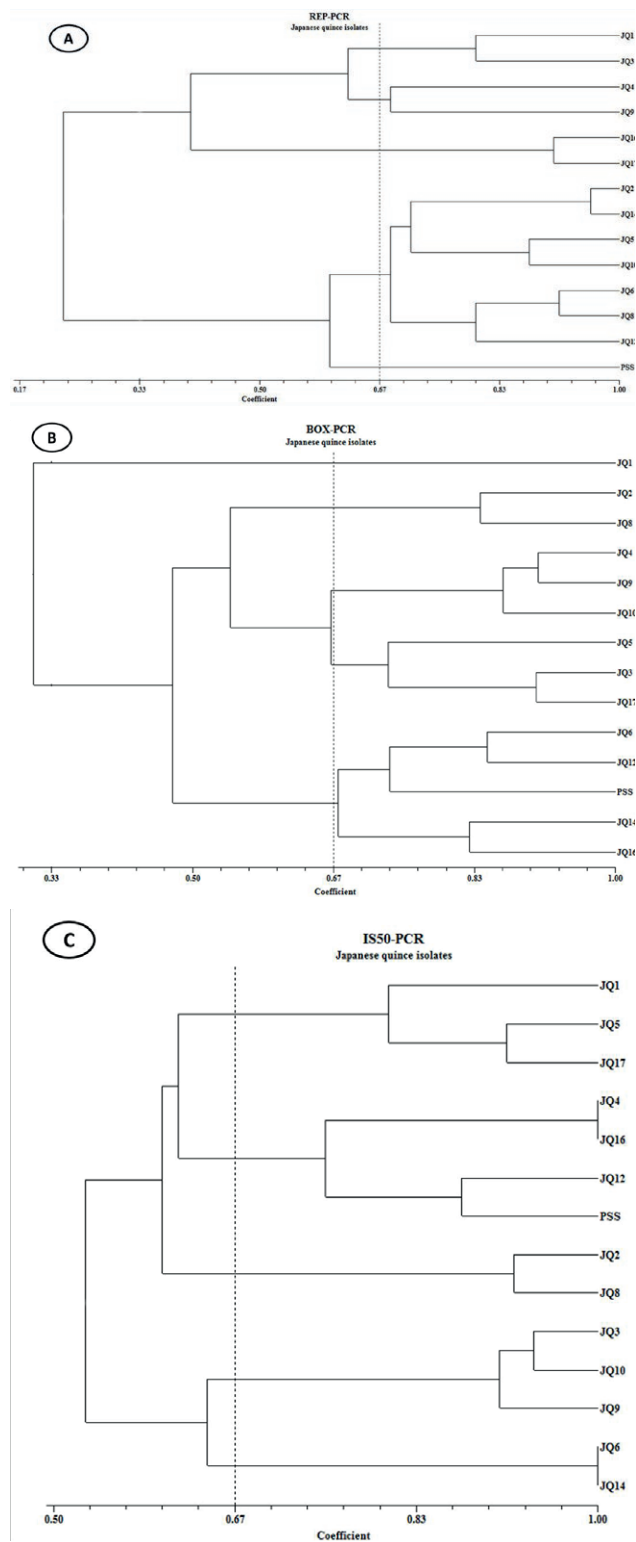 A
REP-PCR
Japanese quince isolates
JQ1
JQ3
JQ4
JQ9
JQ16
JQ17
JQ2
JQ14
JQ5
JQ10
JQ6
JQ8
JQ12
PSS
0.17 0.33 0.50 0.67 0.83 1.00
Coefficient
B
BOX-PCR
Japanese quince isolates
JQ1
JQ2
JQ8
JQ4
JQ9
JQ10
JQ5
JQ3
JQ17
JQ6
JQ12
PSS
JQ14
JQ16
0.33 0.50 0.67 0.83 1.00
Coefficient
C
IS50-PCR
Japanese quince isolates
JQ1
JQ5
JQ17
JQ4
JQ16
JQ12
PSS
JQ2
JQ8
JQ3
JQ10
JQ9
JQ6
JQ14
0.50 0.67 0.83 1.00
Coefficient